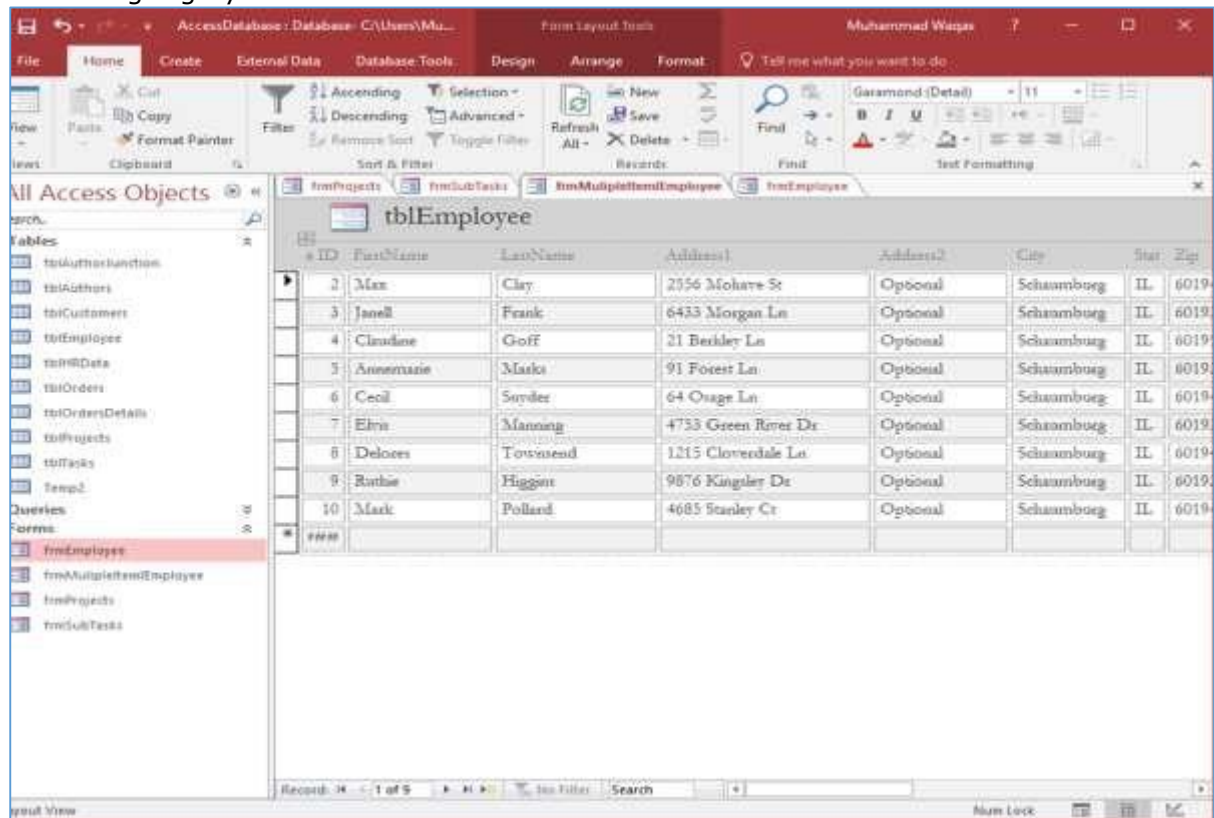 AccessDatabase : Database- C:\Users\Mu... Form Layout Tools Muhammad Waqas ? 
File Home Create External Data Database Tools Design Arrange Format Tell me what you want to do
Cut Ascending Selection New Garamond (Detail) 11
View Paste Copy Filter Descending Advanced Refresh All Save Find B I U
Format Painter Remove Sort Toggle Filter Delete A
Views Clipboard Sort & Filter Records Find Text Formatting
All Access Objects frmProjects frmSubTasks frmMulipleItemlEmployee frmEmployee
tblEmployee
Tables
tblAuthorJunction
tblAuthors
tblCustomers
tblEmployee
tblHRData
tblOrders
tblOrdersDetails
tblProjects
tblTasks
Temp2
Queries
Forms
frmEmployee
frmMulipleItemlEmployee
frmProjects
frmSubTasks
ID FirstName LastName Address1 Address2 City Stat Zip
2 Max Clay 2556 Mohave St Optional Schaumburg IL
3 Janell Frank 6433 Morgan Ln Optional Schaumburg IL
4 Claudine Goff 21 Berkley Ln Optional Schaumburg IL
5 Annemarie Marks 91 Forest Ln Optional Schaumburg IL
6 Cecil Snyder 64 Osage Ln Optional Schaumburg IL
7 Elvis Manning 4753 Green River Dr Optional Schaumburg IL
8 Delores Townsend 1215 Cloverdale Ln Optional Schaumburg IL
9 Ruthie Higgins 9876 Kingsley Dr Optional Schaumburg IL
10 Mark Pollard 4685 Stanley Ct Optional Schaumburg IL
* ####
Record: 1 of 9 No Filter Search
ayout View Num Lock